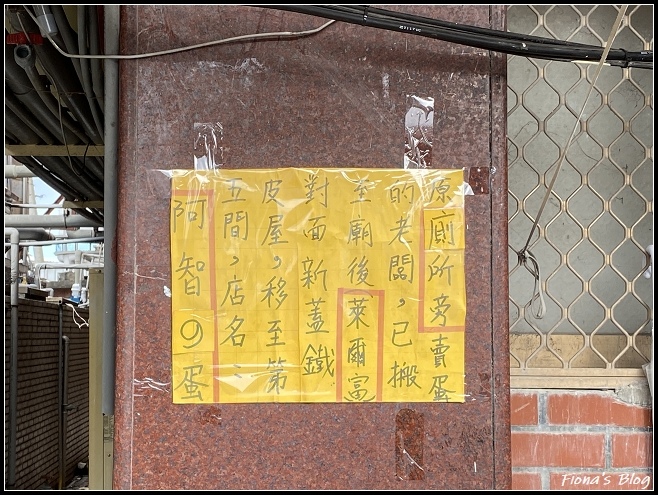 原廁所旁賣蛋
的老闆，已搬
至廟後萊爾富
對面新蓋鐵
皮屋，移至第
五間，店名：
阿智の蛋
Fiona's Blog